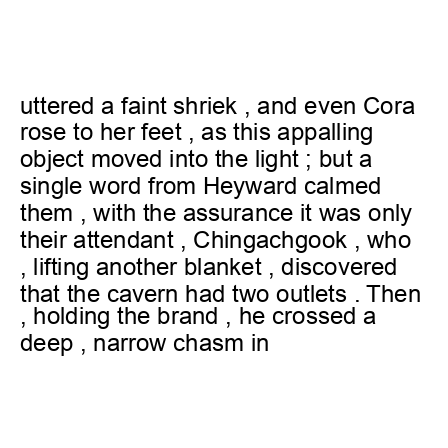 uttered a faint shriek , and even Cora
rose to her feet , as this appalling
object moved into the light ; but a
single word from Heyward calmed
them , with the assurance it was only
their attendant , Chingachgook , who
, lifting another blanket , discovered
that the cavern had two outlets . Then
, holding the brand , he crossed a
deep , narrow chasm in